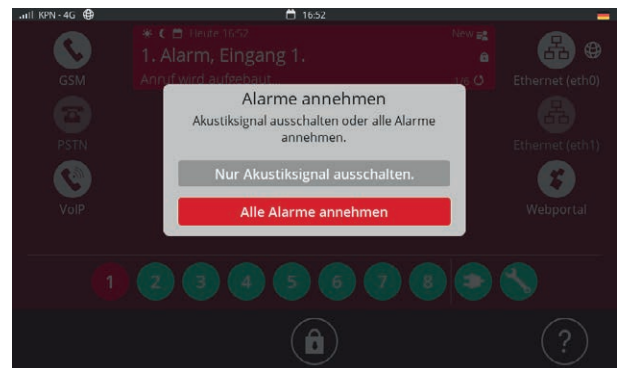 KPN - 4G
16:52
Heute 16:52
New
1. Alarm, Eingang 1.
Anruf wird aufgebaut
1/6
GSM
PSTN
VoIP
Ethernet (eth0)
Ethernet (eth1)
Webportal
Alarme annehmen
Akustiksignal ausschalten oder alle Alarme
annehmen.
Nur Akustiksignal ausschalten.
Alle Alarme annehmen
1 2 3 4 5 6 7 8
?